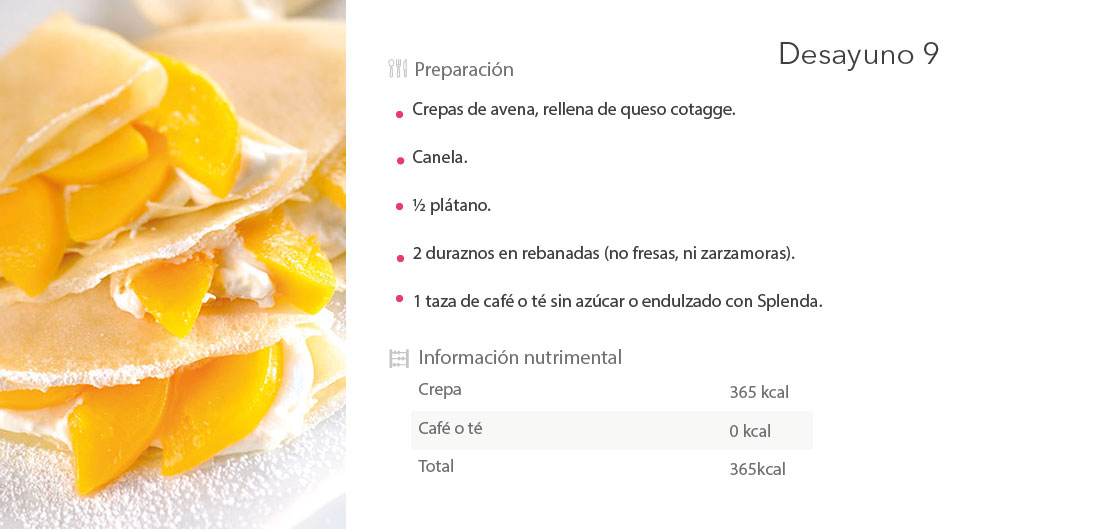 Desayuno 9
Preparación
Crepas de avena, rellena de queso cotagge.
Canela.
½ plátano.
2 duraznos en rebanadas (no fresas, ni zarzamoras).
1 taza de café o té sin azúcar o endulzado con Splenda.
Información nutrimental
Crepa 365 kcal
Café o té 0 kcal
Total 365kcal